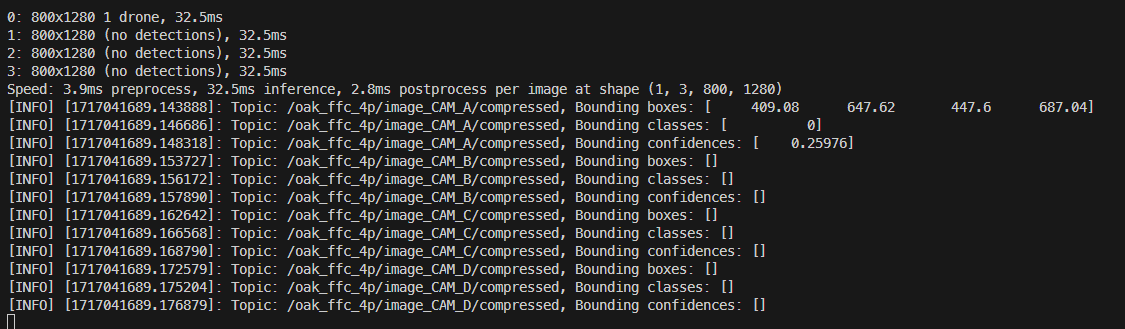 0: 800x1280 1 drone, 32.5ms
1: 800x1280 (no detections), 32.5ms
2: 800x1280 (no detections), 32.5ms
3: 800x1280 (no detections), 32.5ms
Speed: 3.9ms preprocess, 32.5ms inference, 2.8ms postprocess per image at shape (1, 3, 800, 1280)
[INFO] [1717041689.143888]: Topic: /oak_ffc_4p/image_CAM_A/compressed, Bounding boxes: [     409.08      647.62       447.6      687.04]
[INFO] [1717041689.146686]: Topic: /oak_ffc_4p/image_CAM_A/compressed, Bounding classes: [          0]
[INFO] [1717041689.148318]: Topic: /oak_ffc_4p/image_CAM_A/compressed, Bounding confidences: [    0.25976]
[INFO] [1717041689.153727]: Topic: /oak_ffc_4p/image_CAM_B/compressed, Bounding boxes: []
[INFO] [1717041689.156172]: Topic: /oak_ffc_4p/image_CAM_B/compressed, Bounding classes: []
[INFO] [1717041689.157890]: Topic: /oak_ffc_4p/image_CAM_B/compressed, Bounding confidences: []
[INFO] [1717041689.162642]: Topic: /oak_ffc_4p/image_CAM_C/compressed, Bounding boxes: []
[INFO] [1717041689.166568]: Topic: /oak_ffc_4p/image_CAM_C/compressed, Bounding classes: []
[INFO] [1717041689.168790]: Topic: /oak_ffc_4p/image_CAM_C/compressed, Bounding confidences: []
[INFO] [1717041689.172579]: Topic: /oak_ffc_4p/image_CAM_D/compressed, Bounding boxes: []
[INFO] [1717041689.175204]: Topic: /oak_ffc_4p/image_CAM_D/compressed, Bounding classes: []
[INFO] [1717041689.176879]: Topic: /oak_ffc_4p/image_CAM_D/compressed, Bounding confidences: []